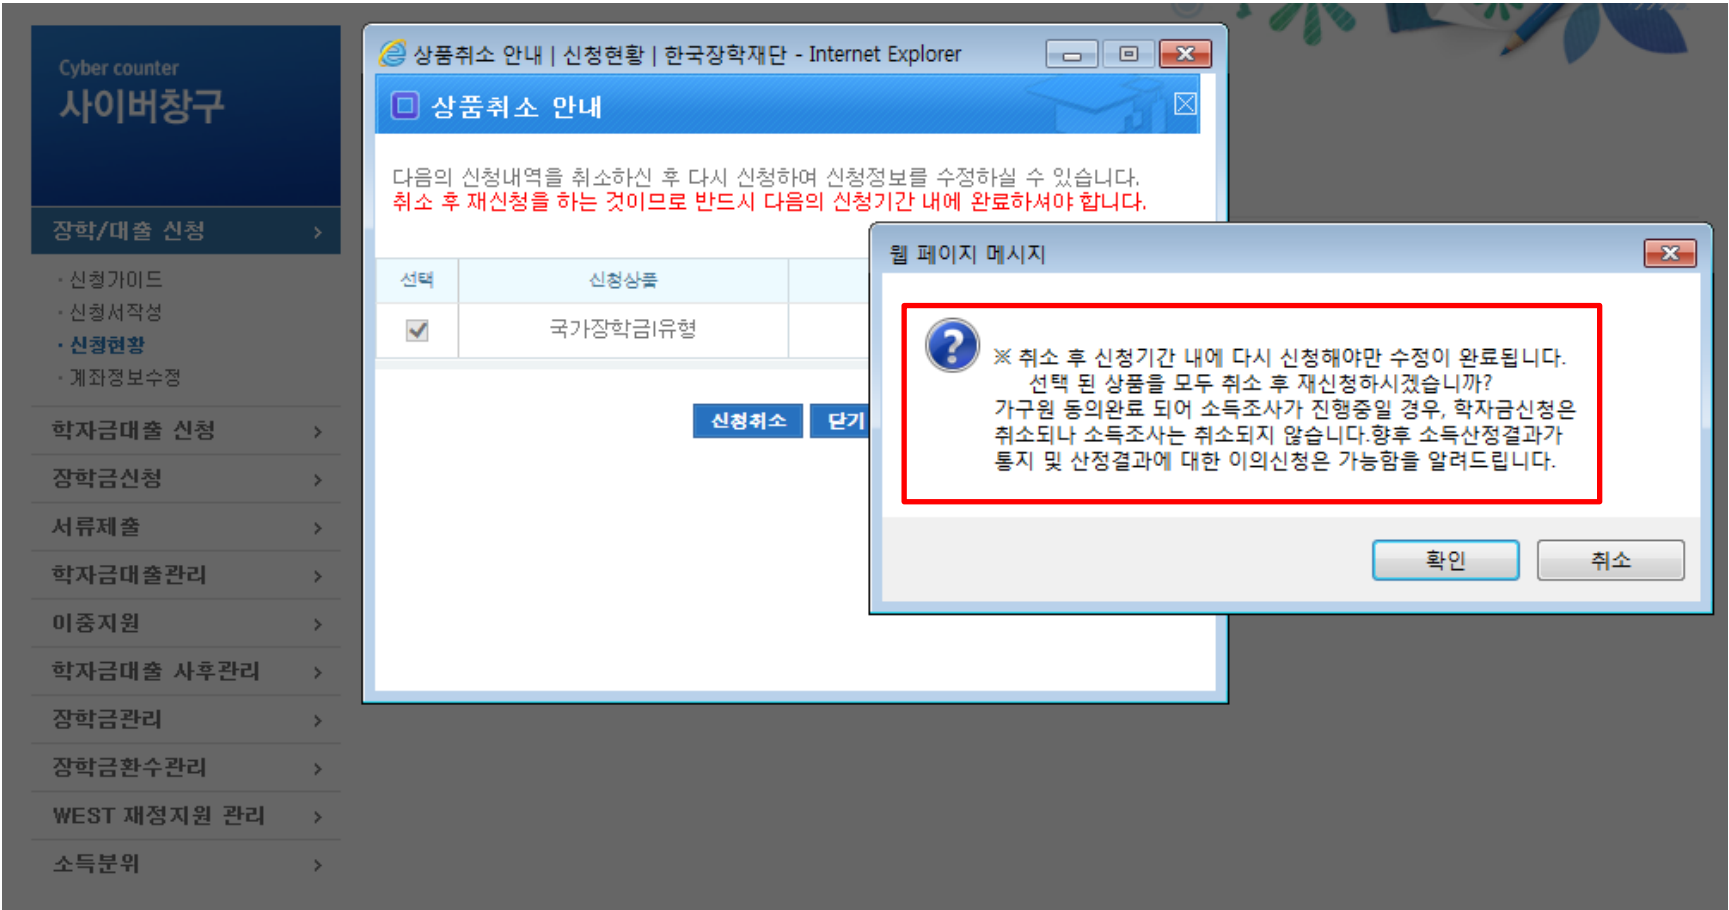 Cyber counter
사이버창구
장학/대출 신청
· 신청가이드
· 신청서작성
· 신청현황
· 계좌정보수정
학자금대출 신청
장학금신청
서류제출
학자금대출관리
이중지원
학자금대출 사후관리
장학금관리
장학금환수관리
WEST 재정지원 관리
소득분위
상품취소 안내 | 신청현황 | 한국장학재단 - Internet Explorer
상품취소 안내
다음의 신청내역을 취소하신 후 다시 신청하여 신청정보를 수정하실 수 있습니다.
취소 후 재신청을 하는 것이므로 반드시 다음의 신청기간 내에 완료하셔야 합니다.
선택 신청상품
국가장학금I유형
신청취소 닫기
웹 페이지 메시지
※ 취소 후 신청기간 내에 다시 신청해야만 수정이 완료됩니다.
선택 된 상품을 모두 취소 후 재신청하시겠습니까?
가구원 동의완료 되어 소득조사가 진행중일 경우, 학자금신청은
취소되나 소득조사는 취소되지 않습니다.향후 소득산정결과가
통지 및 산정결과에 대한 이의신청은 가능함을 알려드립니다.
확인 취소